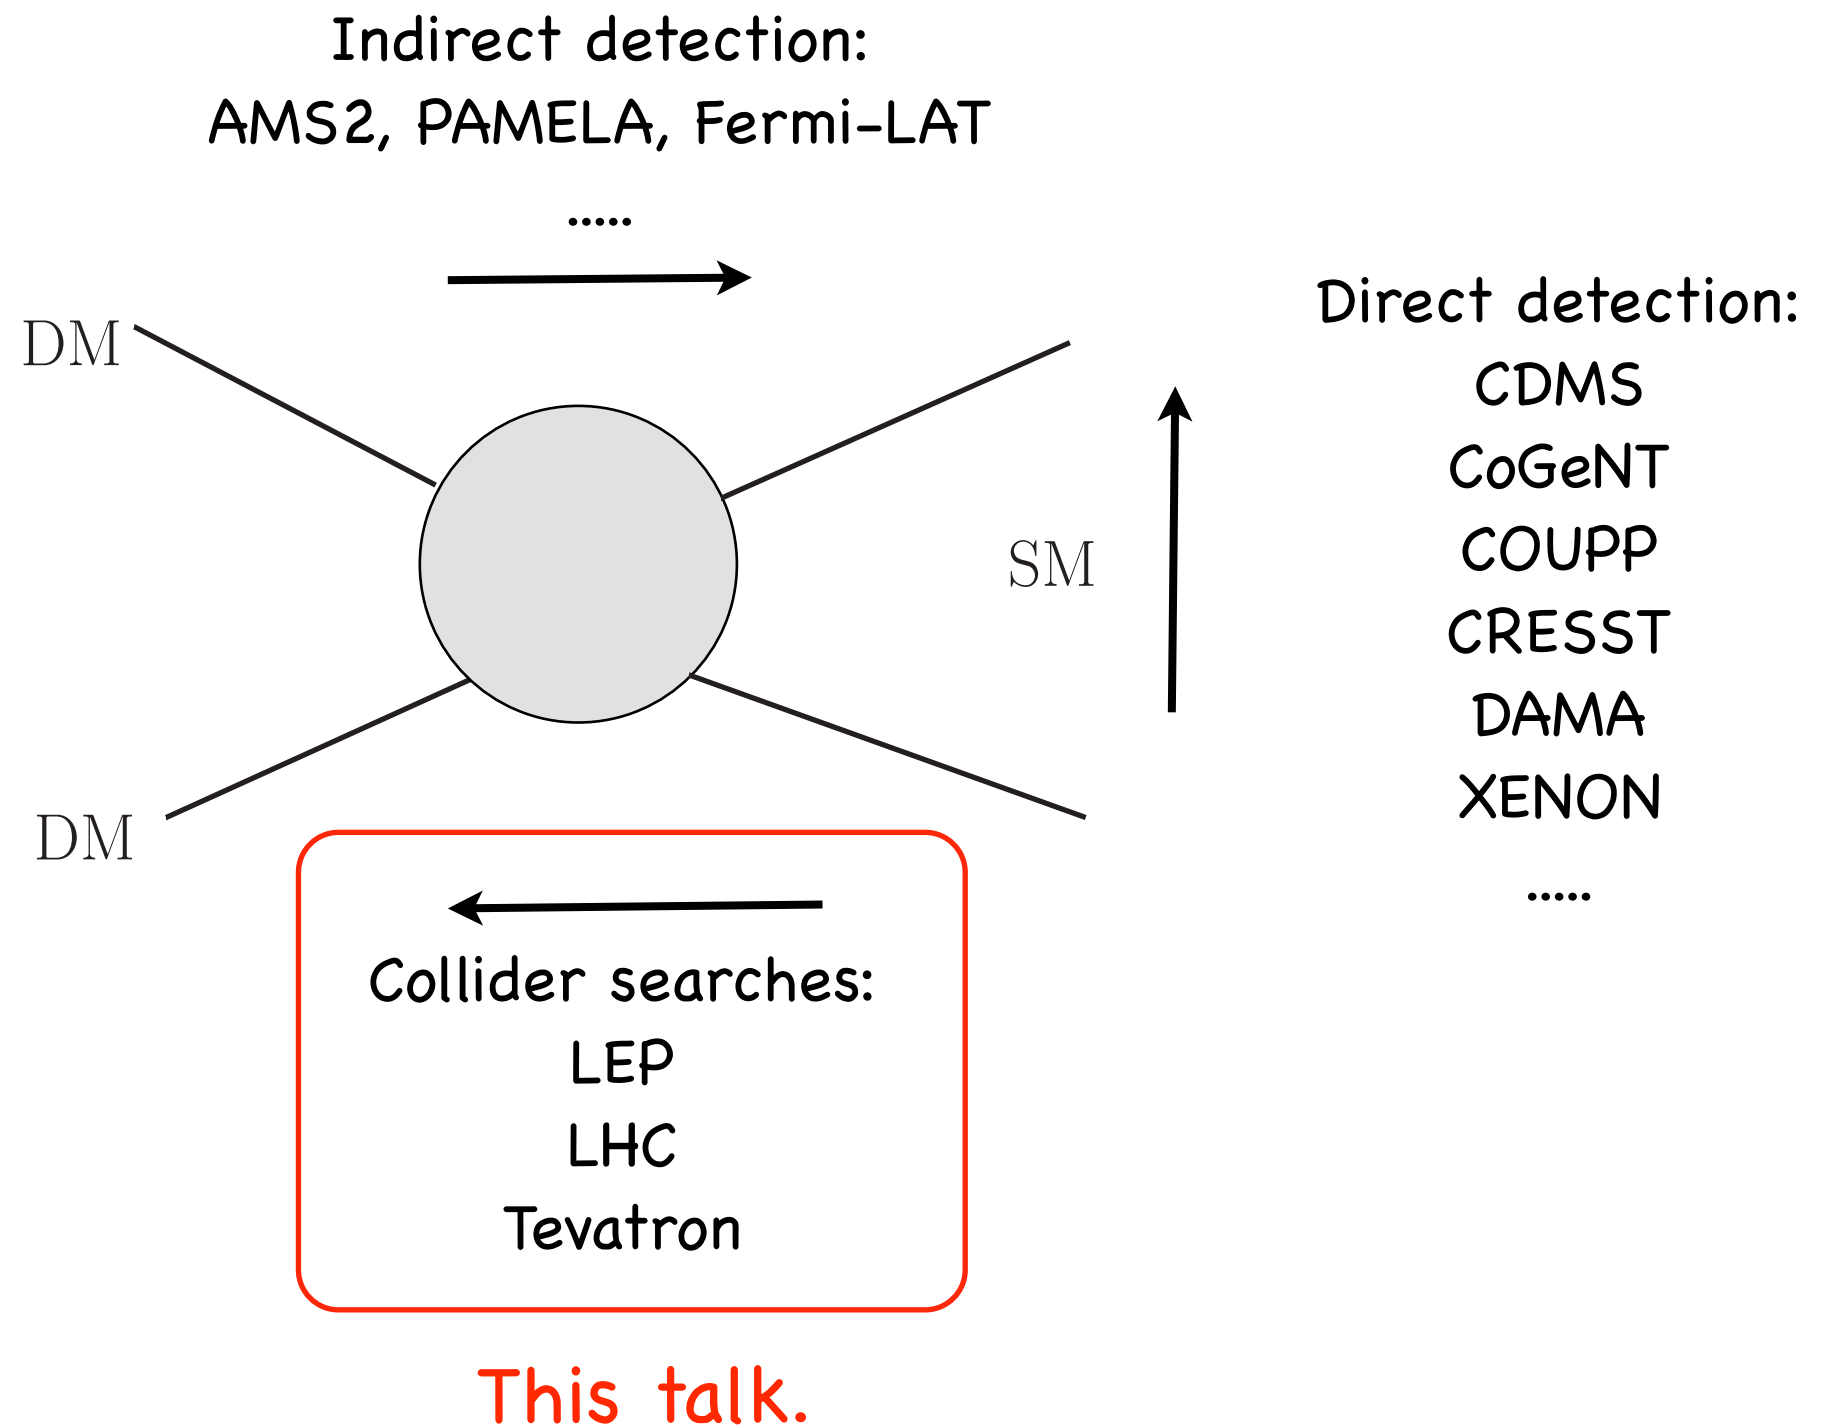 Indirect detection:
AMS2, PAMELA, Fermi-LAT
.....
DM
SM
DM
Direct detection:
CDMS
CoGeNT
COUPP
CRESST
DAMA
XENON
.....
Collider searches:
LEP
LHC
Tevatron
This talk.